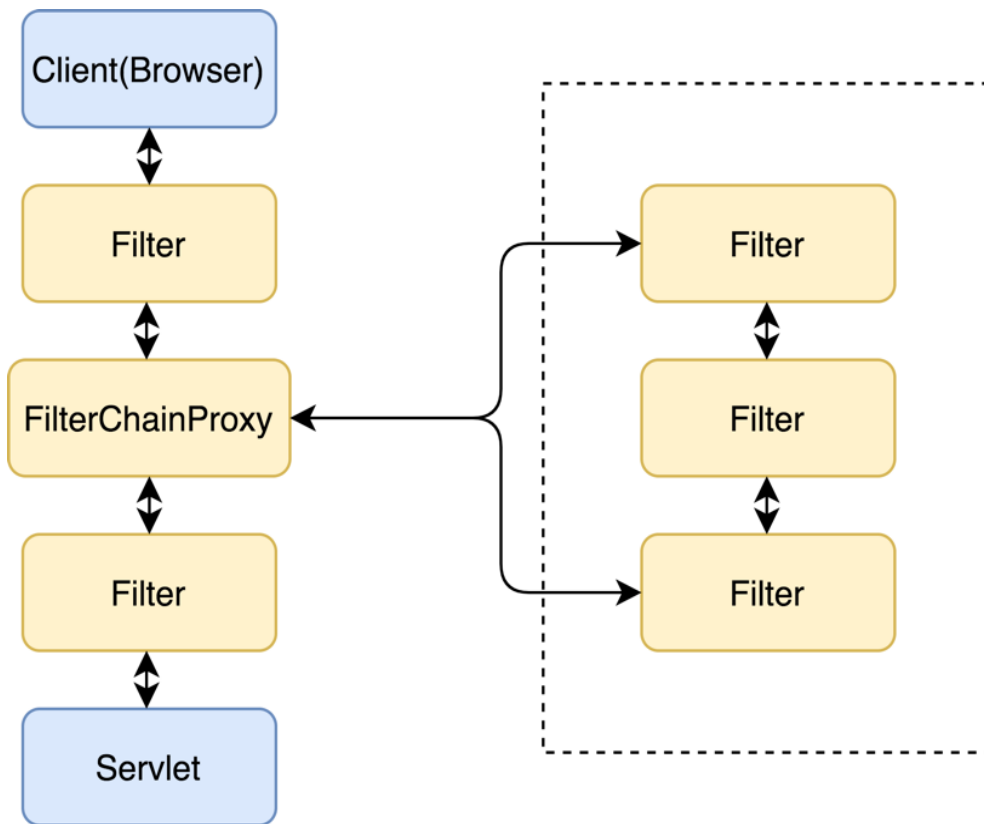 Client(Browser)
Filter
Filter
FilterChainProxy
Filter
Filter
Filter
Servlet